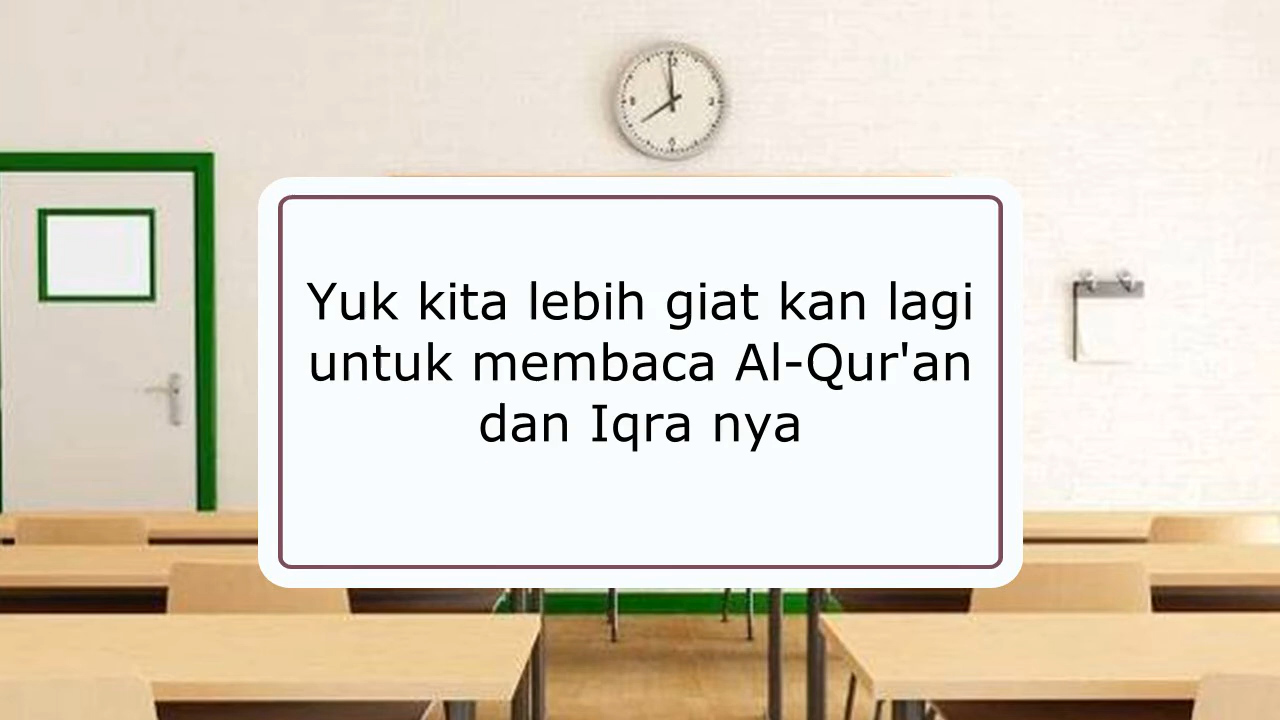 Yuk kita lebih giat kan lagi
untuk membaca Al-Qur'an
dan Iqra nya